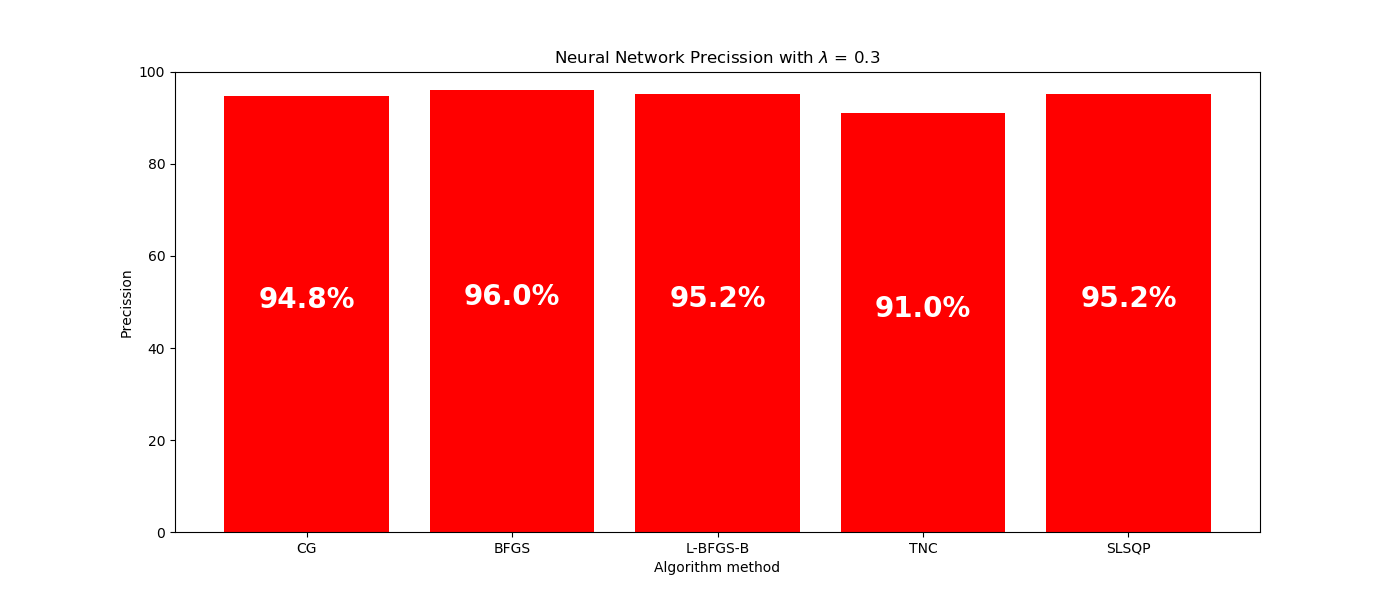 Neural Network Precission with λ = 0.3
100
80
60
40
20
0
Precission
94.8%
96.0%
95.2%
91.0%
95.2%
CG
BFGS
L-BFGS-B
TNC
SLSQP
Algorithm method